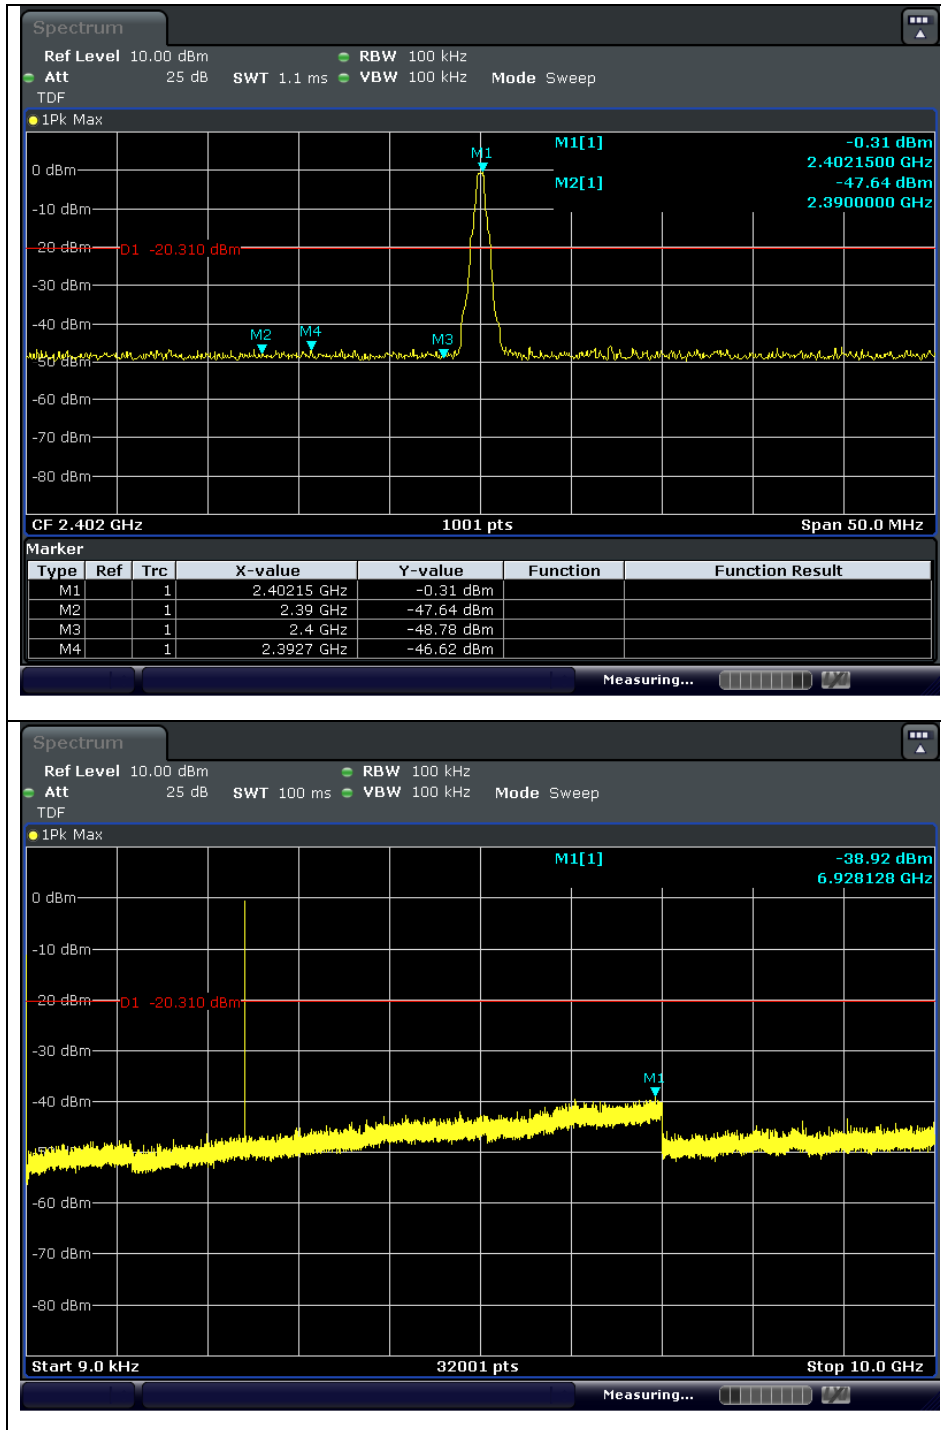 Spectrum
Ref Level 10.00 dBm RBW 100 kHz
Att 25 dB SWT 1.1 ms VBW 100 kHz Mode Sweep
TDF
1Pk Max
M1[1] -0.31 dBm
2.4021500 GHz
M2[1] -47.64 dBm
2.3900000 GHz
M1
0 dBm
-10 dBm
-20 dBm
D1 -20.310 dBm
-30 dBm
-40 dBm
M2 M4 M3
-50 dBm
-60 dBm
-70 dBm
-80 dBm
CF 2.402 GHz 1001 pts Span 50.0 MHz
Marker
Type Ref Trc X-value Y-value Function Function Result
M1 1 2.40215 GHz -0.31 dBm
M2 1 2.39 GHz -47.64 dBm
M3 1 2.4 GHz -48.78 dBm
M4 1 2.3927 GHz -46.62 dBm
Measuring...
Spectrum
Ref Level 10.00 dBm RBW 100 kHz
Att 25 dB SWT 100 ms VBW 100 kHz Mode Sweep
TDF
1Pk Max
M1[1] -38.92 dBm
6.928128 GHz
0 dBm
-10 dBm
-20 dBm
D1 -20.310 dBm
-30 dBm
M1
-40 dBm
-60 dBm
-70 dBm
-80 dBm
Start 9.0 kHz 32001 pts Stop 10.0 GHz
Measuring...